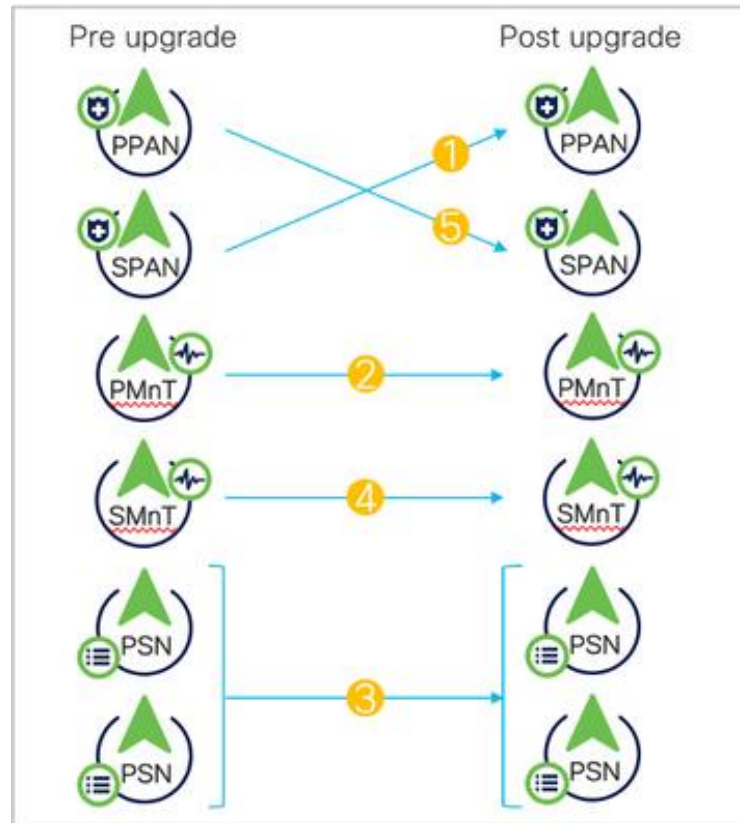 Pre upgrade Post upgrade
PPAN 1 PPAN
SPAN 5 SPAN
PMnT 2 PMnT
SMnT 4 SMnT
PSN PSN
3
PSN PSN